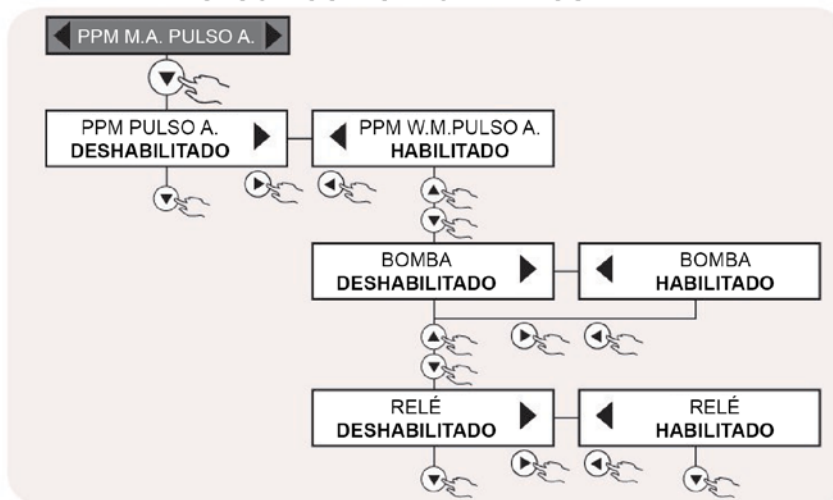 PPM M.A. PULSO A.
PPM PULSO A.
DESHABILITADO
PPM W.M.PULSO A.
HABILITADO
BOMBA
DESHABILITADO
BOMBA
HABILITADO
RELÉ
DESHABILITADO
RELÉ
HABILITADO